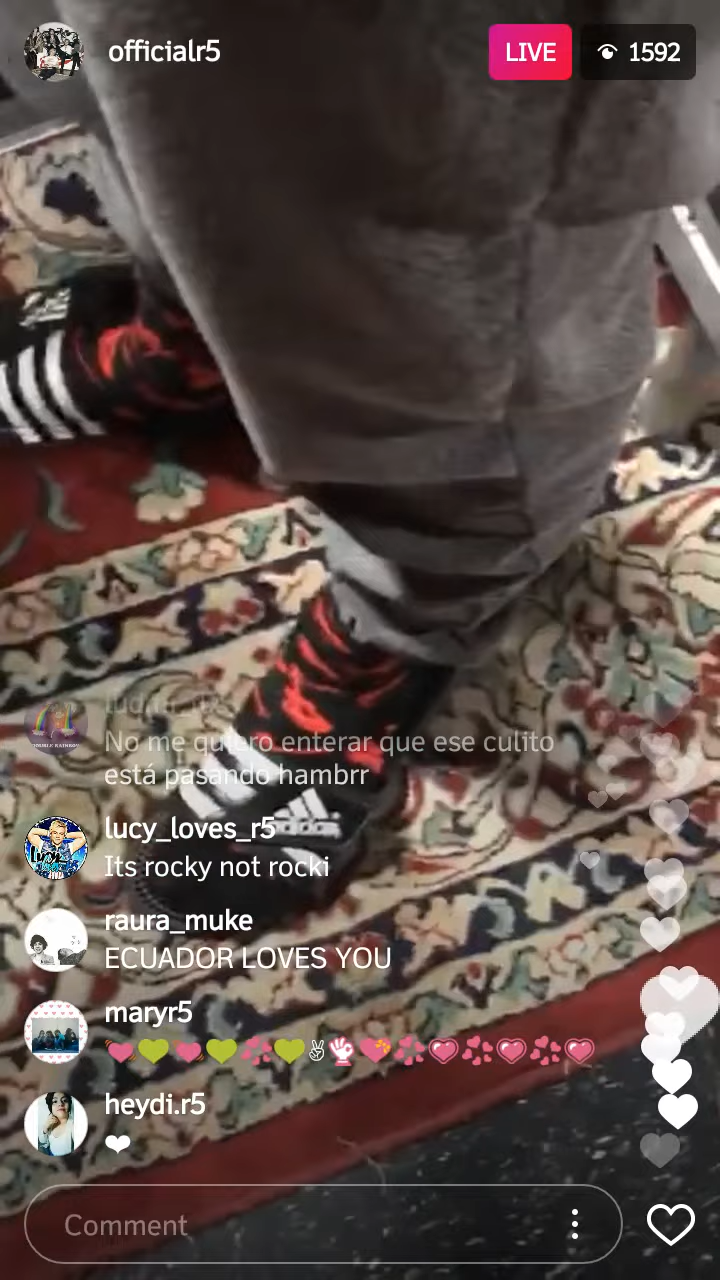 officialr5
LIVE
1592
No me quiero enterar que ese culito
está pasando hambrr
lucy_loves_r5
adidas
Its rocky not rocki
raura_muke
ECUADOR LOVES YOU
maryr5
💓💚💓💚💞💚✌👋💝💞💗💞💗💞💗
heydi.r5
❤
Comment